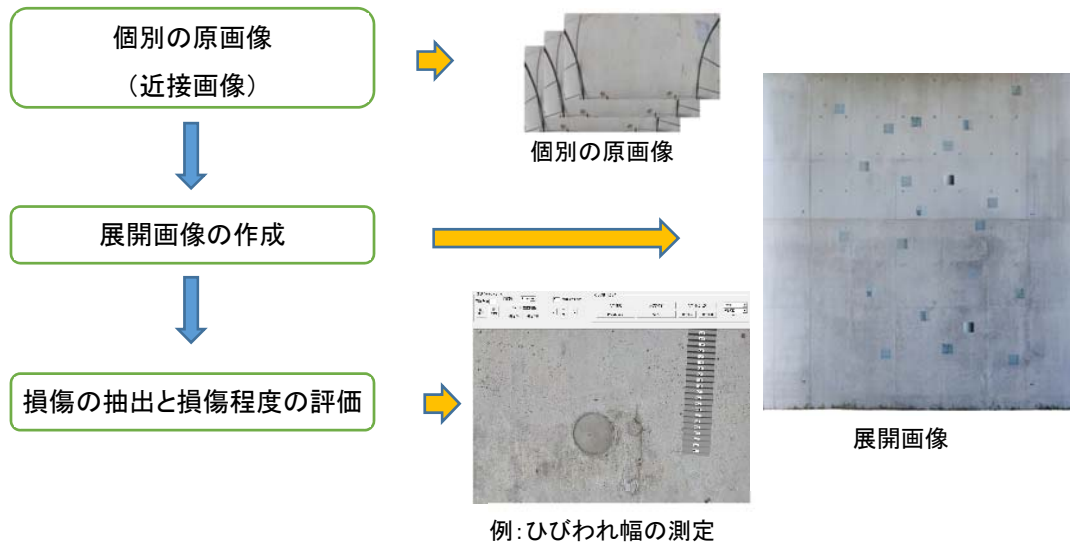 個別の原画像
（近接画像）
個別の原画像
展開画像の作成
損傷の抽出と損傷程度の評価
展開画像
例：ひびわれ幅の測定